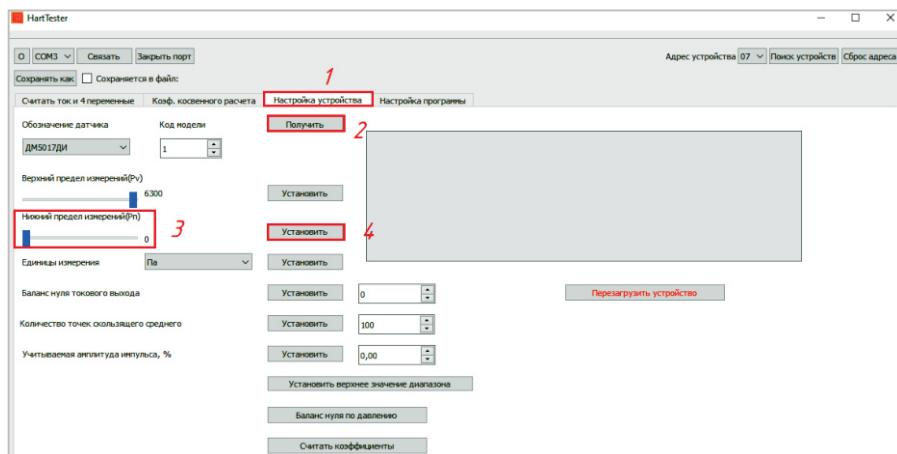 HartTester
O COM3 Связать Закрыть порт Адрес устройства 07 Поиск устройств Сброс адреса
Сохранять как Сохраняется в файл:
1
Считать ток и 4 переменные Коэф. косвенного расчета Настройка устройства Настройка программы
Обозначение датчика Код модели Получить 2
ДМ5017ДИ 1
Верхний предел измерений(Pv)
6300 Установить
Нижний предел измерений(Pn) 3
0 Установить 4
Единицы измерения Па Установить
Баланс нуля токового выхода Установить 0 Перезагрузить устройство
Количество точек скользящего среднего Установить 100
Учитываемая амплитуда импульса, % Установить 0,00
Установить верхнее значение диапазона
Баланс нуля по давлению
Считать коэффициенты